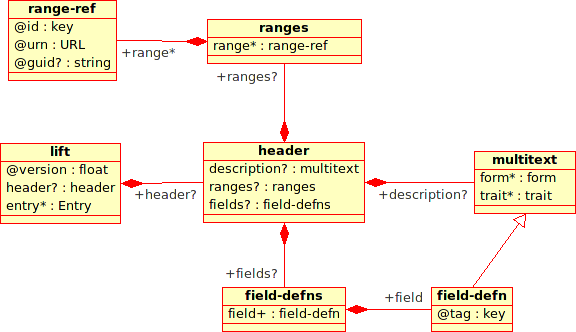 range-ref
@id : key
@urn : URL
@guid? : string
+range*
ranges
range* : range-ref
+ranges?
lift
@version : float
header? : header
entry* : Entry
+header?
header
description? : multitext
ranges? : ranges
fields? : field-defns
+description?
multitext
form* : form
trait* : trait
+fields?
field-defns
field+ : field-defn
+field
field-defn
@tag : key